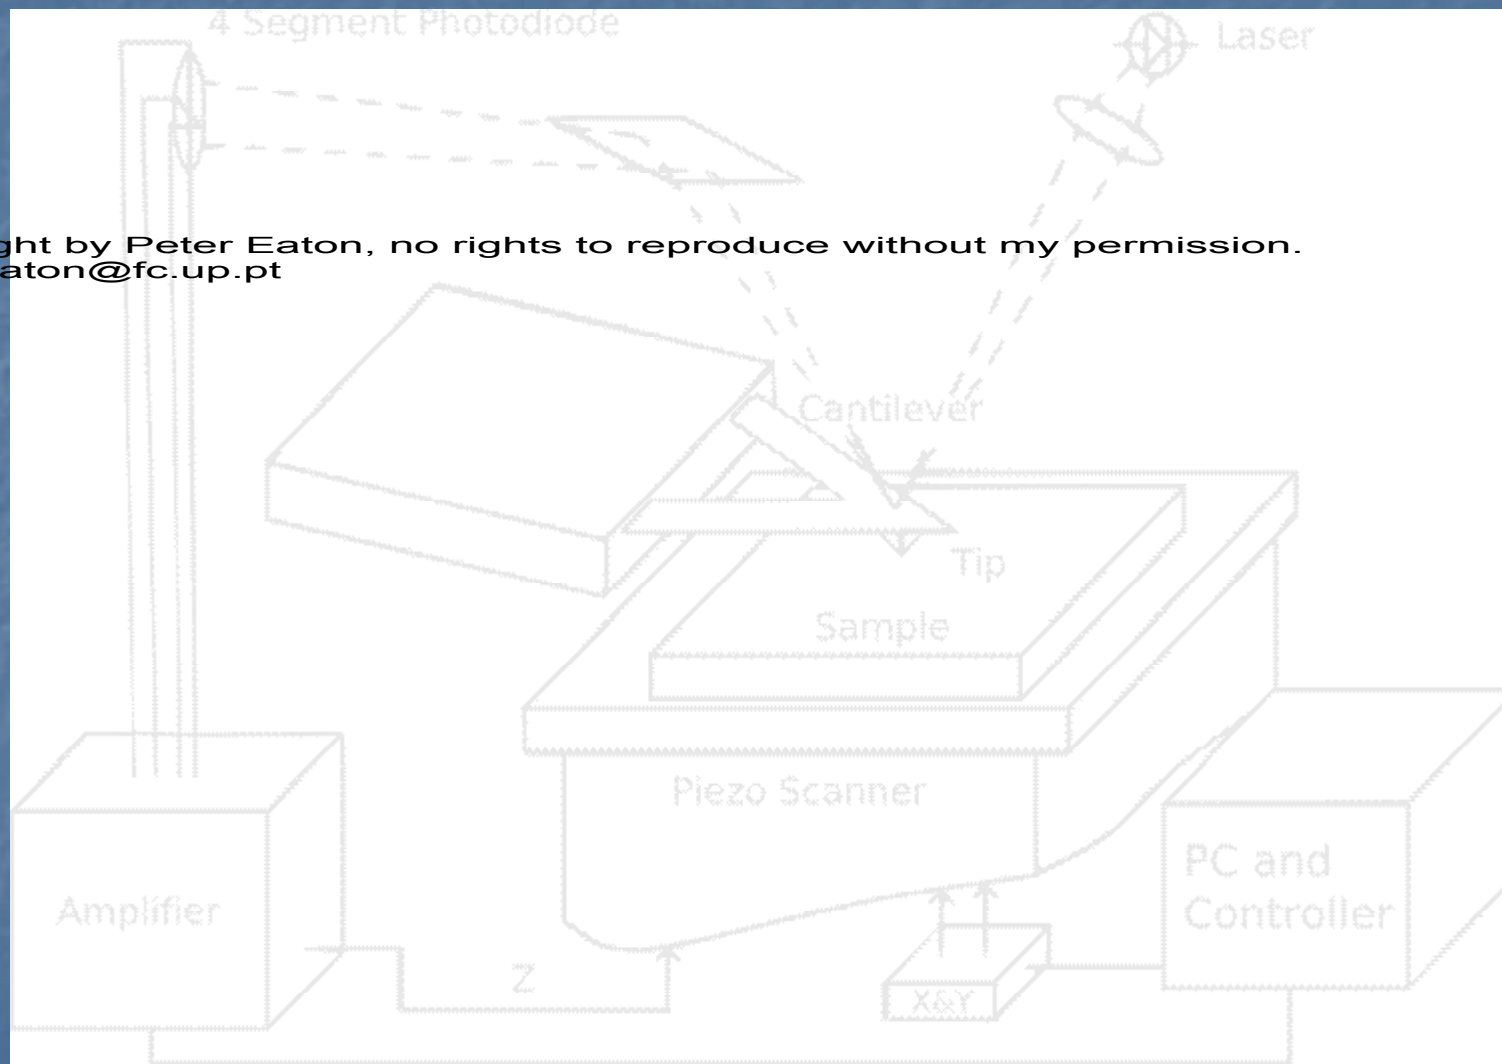 4 Segment Photodiode
Laser
ght by Peter Eaton, no rights to reproduce without my permission.
aton@fc.up.pt
Cantilever
Tip
Sample
Piezo Scanner
PC and
Controller
Amplifier
Z
X&Y